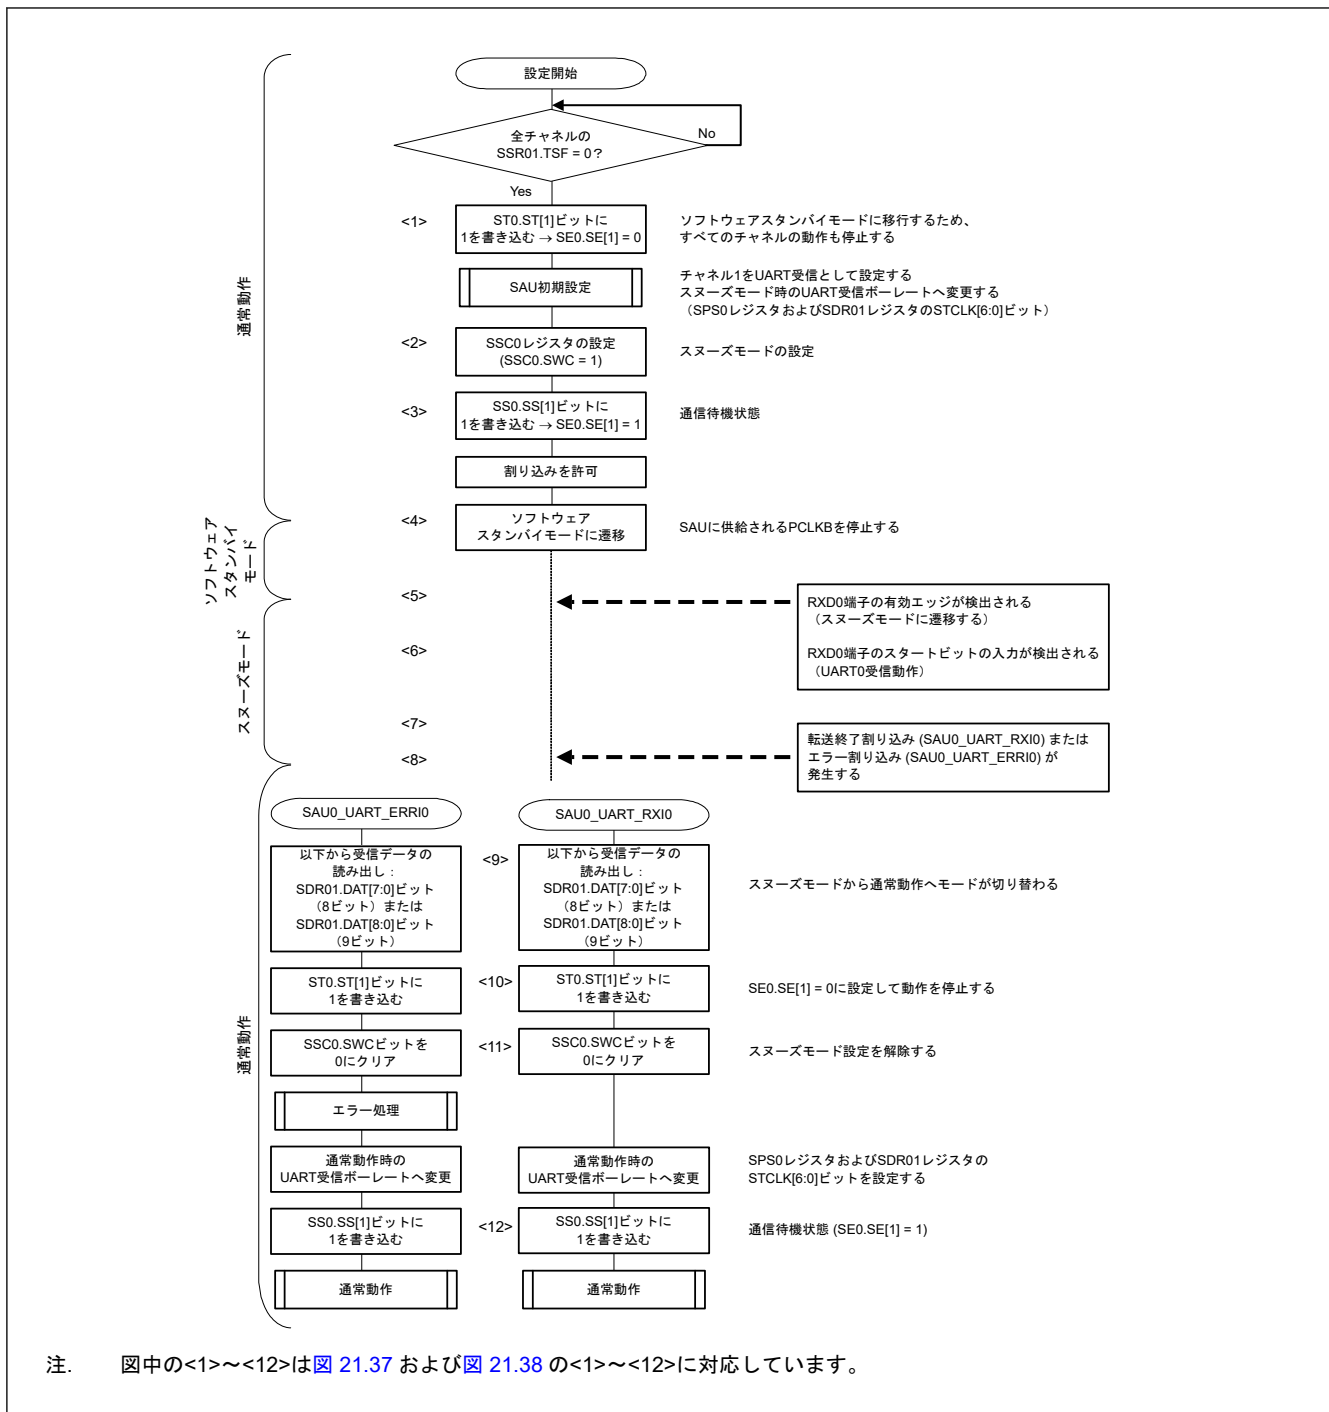 設定開始
全チャネルの
SSR01.TSF = 0？
No
Yes
通常動作
<1>
ST0.ST[1]ビットに
1を書き込む → SE0.SE[1] = 0
ソフトウェアスタンバイモードに移行するため、
すべてのチャネルの動作も停止する
SAU初期設定
チャネル1をUART受信として設定する
スヌーズモード時のUART受信ボーレートへ変更する
（SPS0レジスタおよびSDR01レジスタのSTCLK[6:0]ビット）
<2>
SSC0レジスタの設定
(SSC0.SWC = 1)
スヌーズモードの設定
<3>
SS0.SS[1]ビットに
1を書き込む → SE0.SE[1] = 1
通信待機状態
割り込みを許可
ソフトウェア
スタンバイ
モード
<4>
ソフトウェア
スタンバイモードに遷移
SAUに供給されるPCLKBを停止する
スヌーズモード
<5>
RXD0端子の有効エッジが検出される
（スヌーズモードに遷移する）
<6>
RXD0端子のスタートビットの入力が検出される
（UART0受信動作）
<7>
<8>
転送終了割り込み (SAU0_UART_RXI0) または
エラー割り込み (SAU0_UART_ERRI0) が
発生する
通常動作
SAU0_UART_ERRI0
SAU0_UART_RXI0
以下から受信データの
読み出し：
SDR01.DAT[7:0]ビット
（8ビット）または
SDR01.DAT[8:0]ビット
（9ビット）
<9>
以下から受信データの
読み出し：
SDR01.DAT[7:0]ビット
（8ビット）または
SDR01.DAT[8:0]ビット
（9ビット）
スヌーズモードから通常動作へモードが切り替わる
ST0.ST[1]ビットに
1を書き込む
<10>
ST0.ST[1]ビットに
1を書き込む
SE0.SE[1] = 0に設定して動作を停止する
SSC0.SWCビットを
0にクリア
<11>
SSC0.SWCビットを
0にクリア
スヌーズモード設定を解除する
エラー処理
通常動作時の
UART受信ボーレートへ変更
通常動作時の
UART受信ボーレートへ変更
SPS0レジスタおよびSDR01レジスタの
STCLK[6:0]ビットを設定する
SS0.SS[1]ビットに
1を書き込む
<12>
SS0.SS[1]ビットに
1を書き込む
通信待機状態 (SE0.SE[1] = 1)
通常動作
通常動作
注. 図中の<1>～<12>は図 21.37 および図 21.38 の<1>～<12>に対応しています。